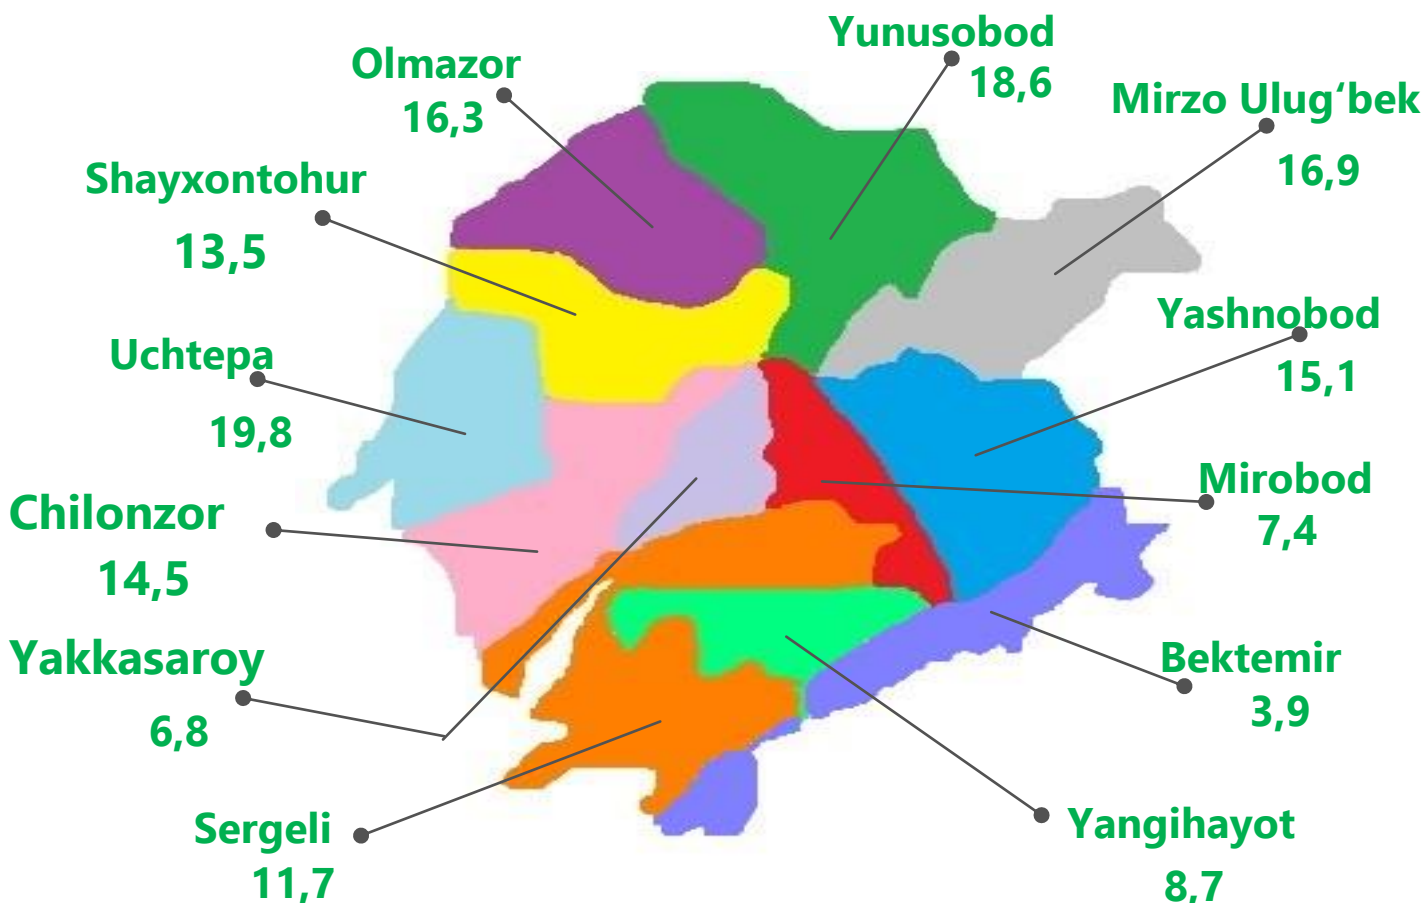 Yunusobod
18,6
Olmazor
16,3
Mirzo Ulug‘bek
16,9
Shayxontohur
13,5
Yashnobod
15,1
Uchtepa
19,8
Mirobod
7,4
Chilonzor
14,5
Yakkasaroy
6,8
Bektemir
3,9
Sergeli
11,7
Yangihayot
8,7